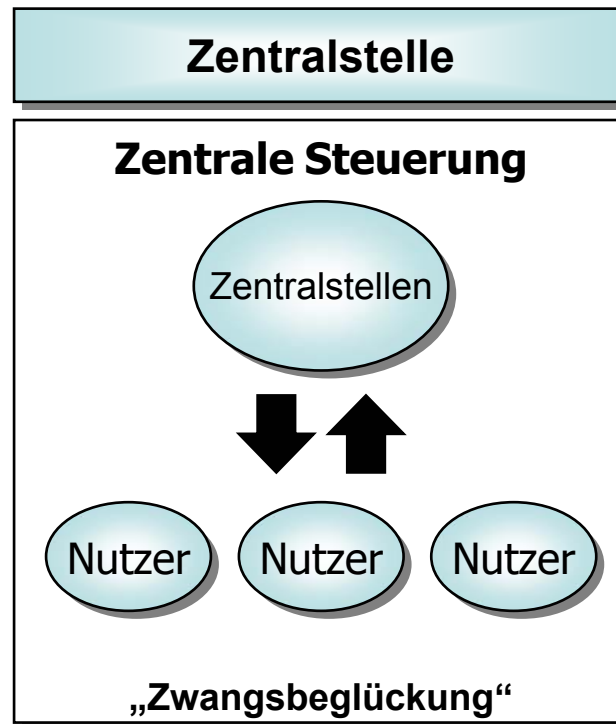 Zentralstelle
Zentrale Steuerung
Zentralstellen
Nutzer Nutzer Nutzer
„Zwangsbeglückung“